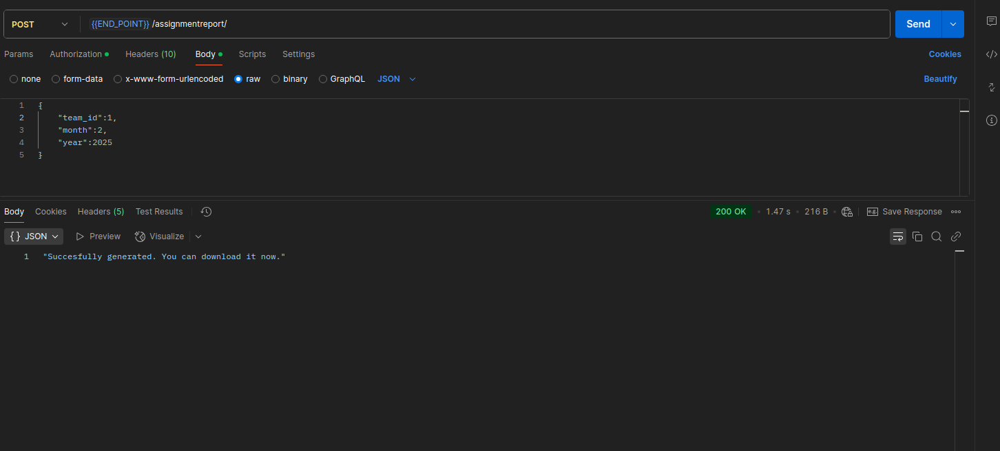 POST {{END_POINT}} /assignmentreport/ Send
Params Authorization Headers (10) Body Scripts Settings Cookies
none form-data x-www-form-urlencoded raw binary GraphQL JSON Beautify
1 {
2 "team_id":1,
3 "month":2,
4 "year":2025
5 }
Body Cookies Headers (5) Test Results 200 OK 1.47 s 216 B e.g. Save Response
{} JSON Preview Visualize
1 "Succesfully generated. You can download it now."